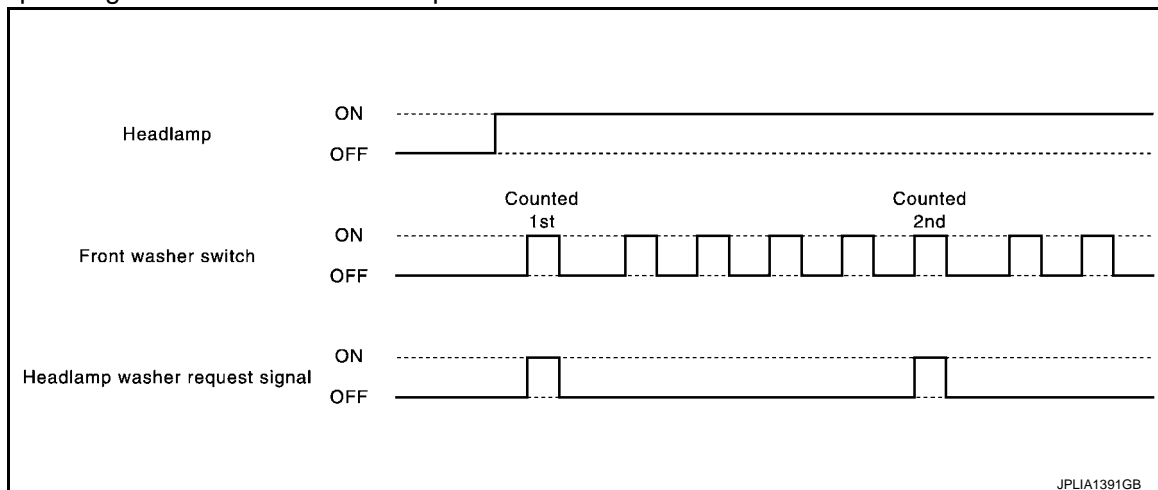 ON
Headlamp
OFF
Counted
1st
Counted
2nd
ON
Front washer switch
OFF
ON
Headlamp washer request signal
OFF
JPLIA1391GB